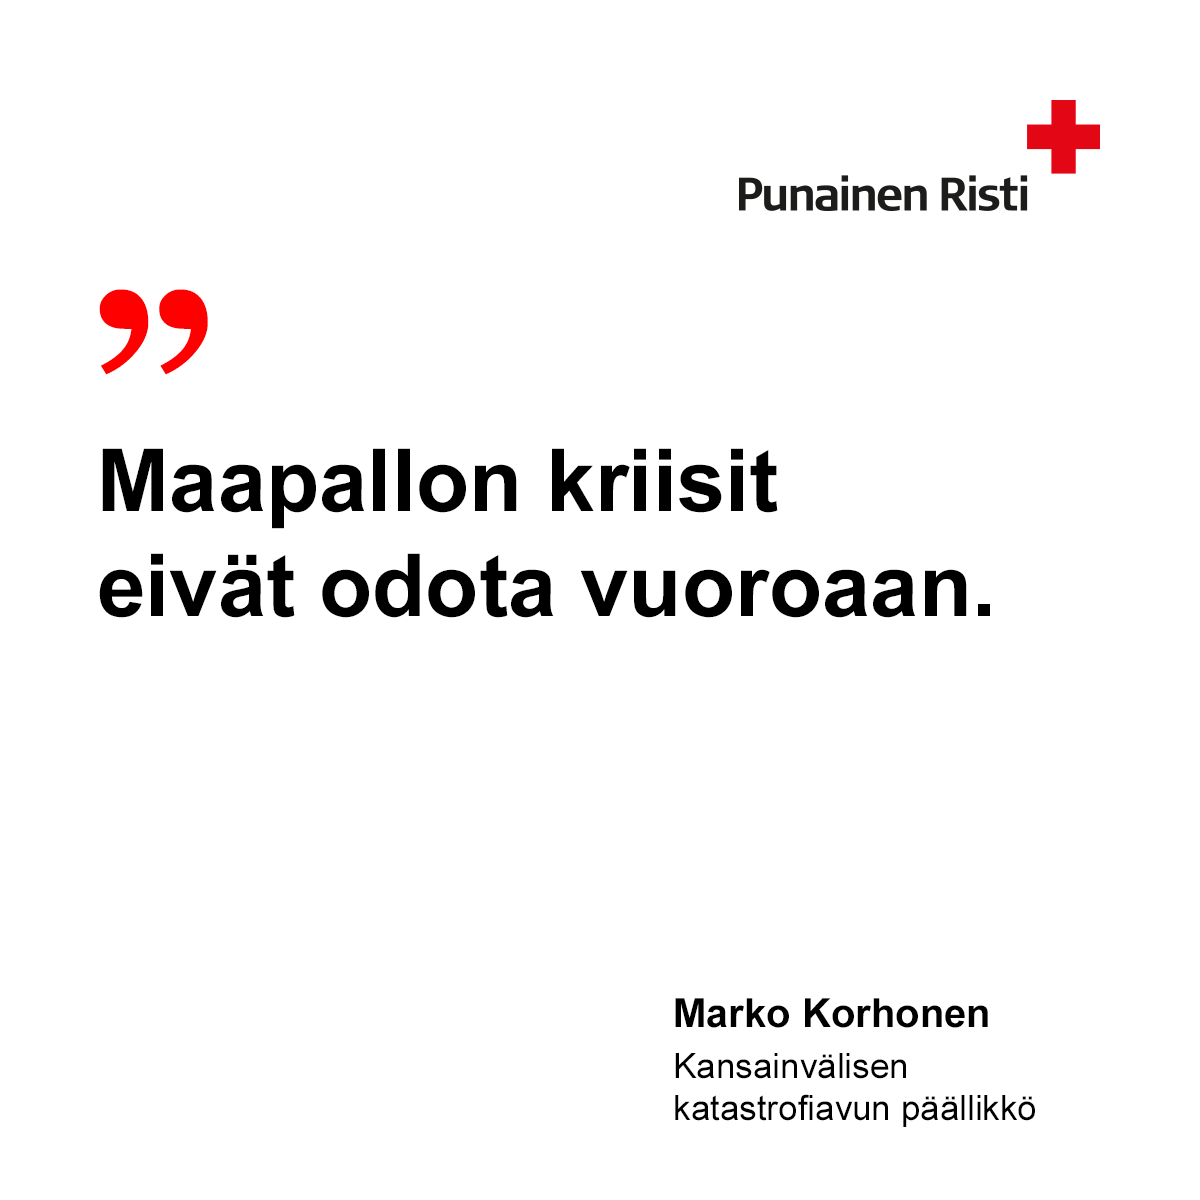 Punainen Risti
”
Maapallon kriisit
eivät odota vuoroaan.
Marko Korhonen
Kansainvälisen
katastrofiavun päällikkö